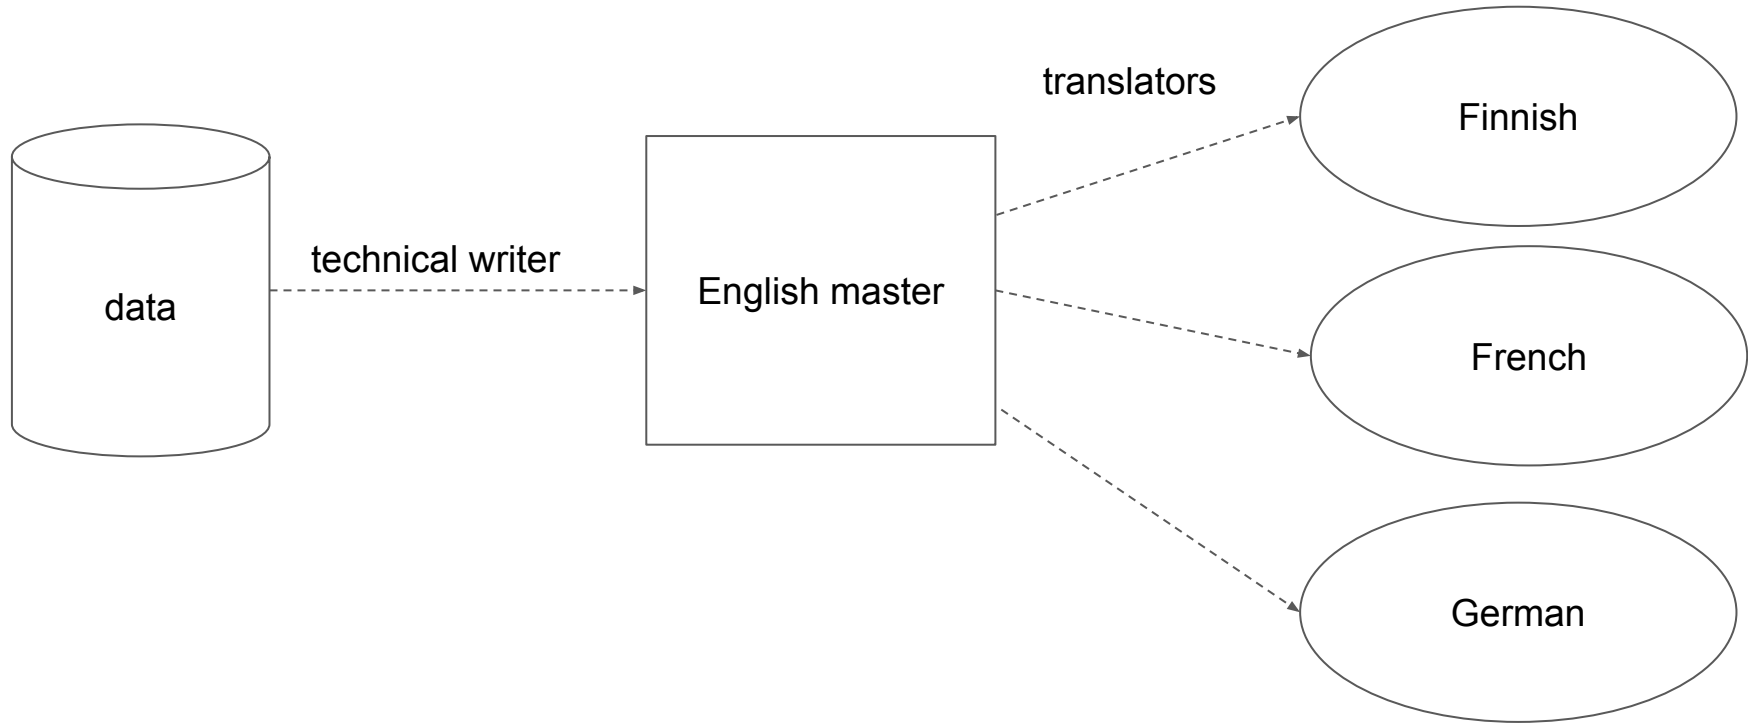 data
technical writer
English master
translators
Finnish
French
German